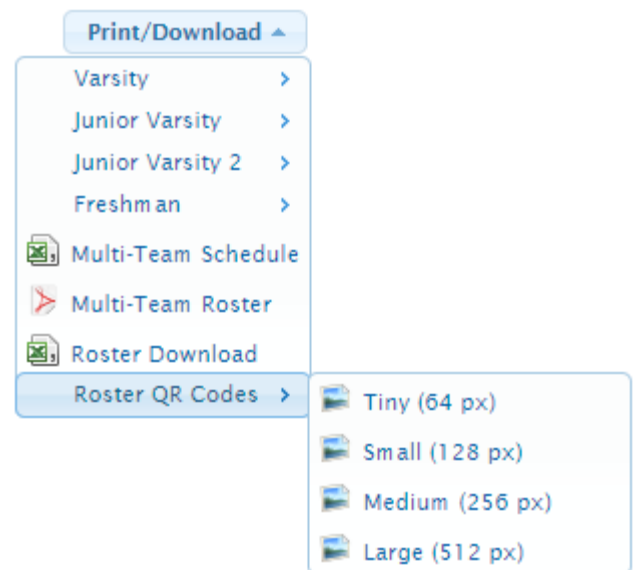 Print/Download
Varsity
Junior Varsity
Junior Varsity 2
Freshman
Multi-Team Schedule
Multi-Team Roster
Roster Download
Roster QR Codes
Tiny (64 px)
Small (128 px)
Medium (256 px)
Large (512 px)